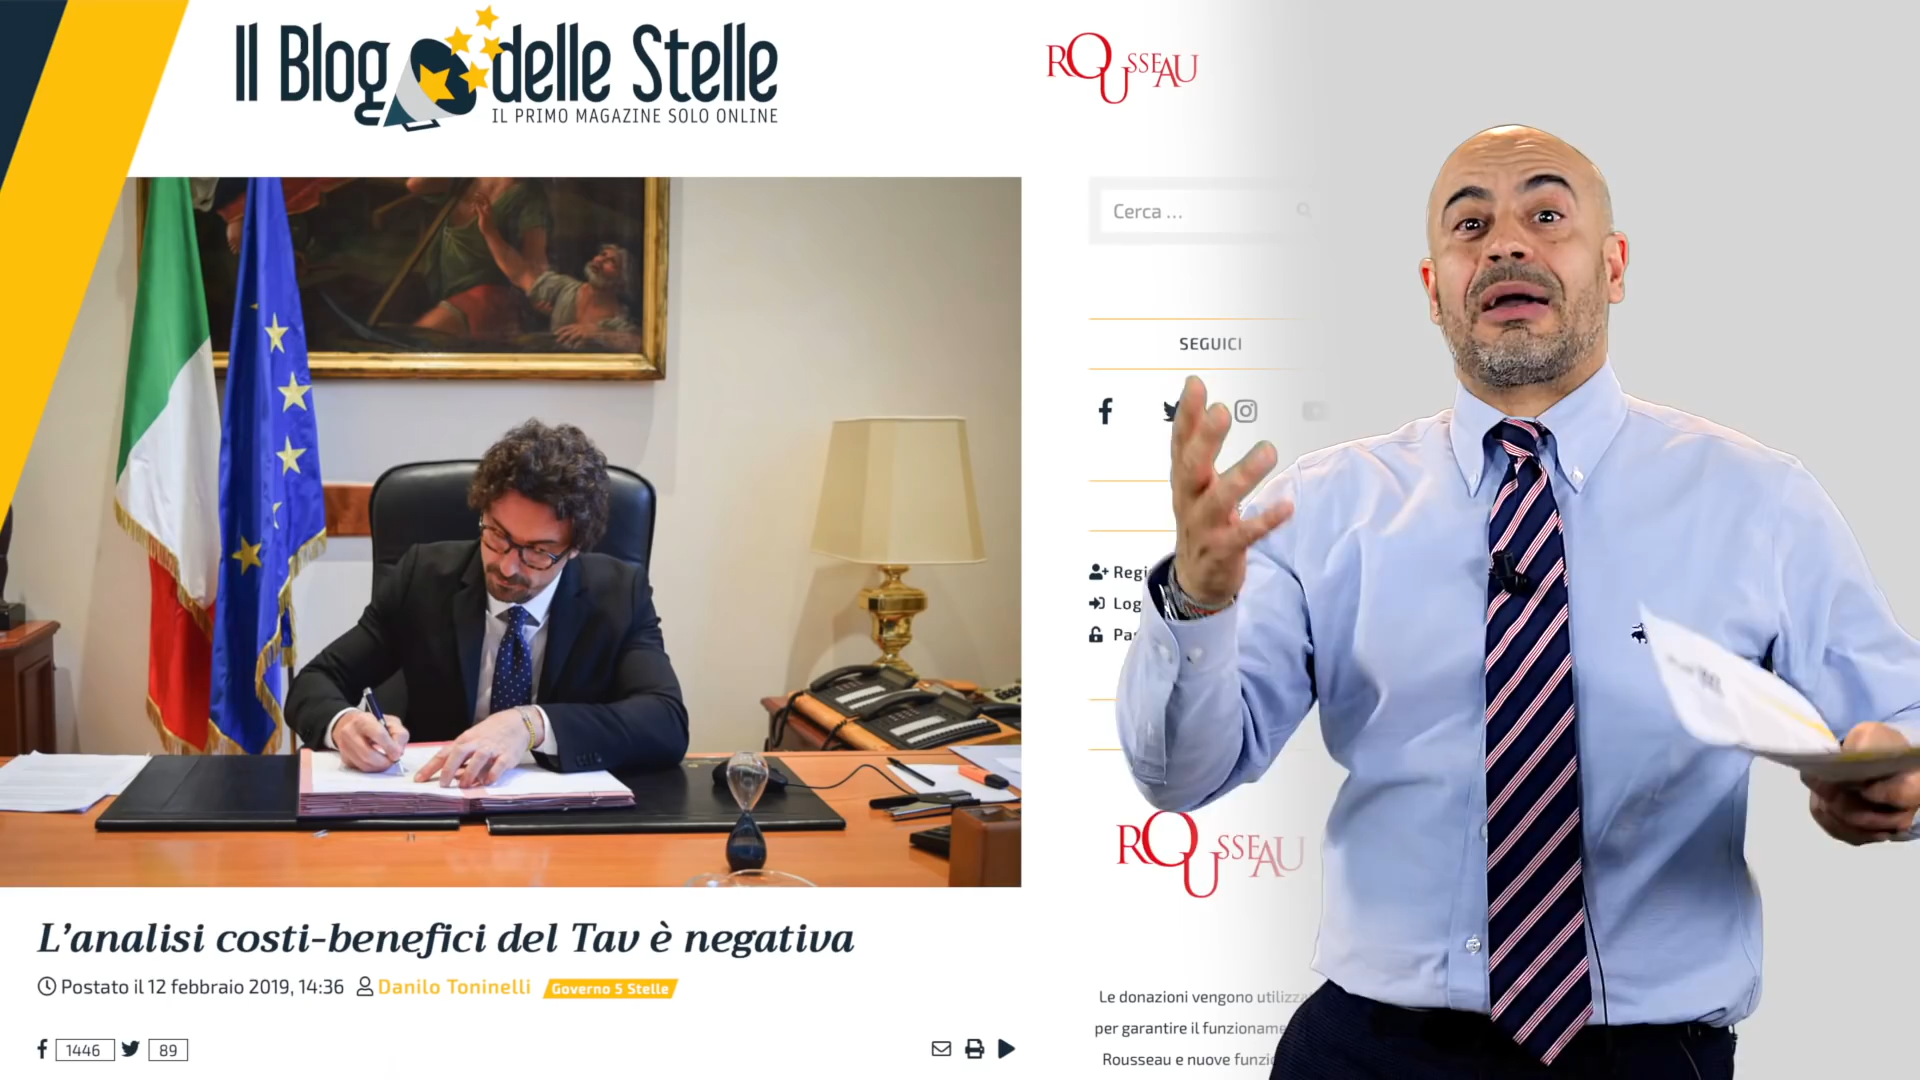 Il Blog delle Stelle
IL PRIMO MAGAZINE SOLO ONLINE
ROUSSEAU
Cerca ...
SEGUICI
L'analisi costi-benefici del Tav è negativa
Postato il 12 febbraio 2019, 14:36 Danilo Toninelli Governo 5 Stelle
1446 89
ROUSSEAU
Le donazioni vengono
per garantire il
Rousseau e nuove